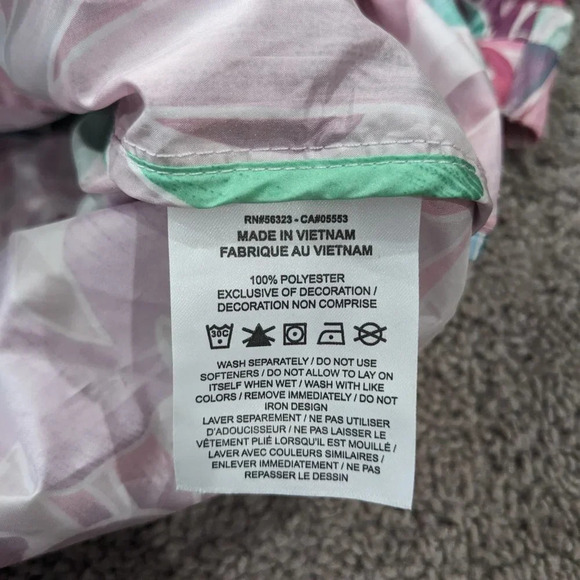 RN#56323 - CA#05553
MADE IN VIETNAM
FABRIQUE AU VIETNAM
100% POLYESTER
EXCLUSIVE OF DECORATION /
DECORATION NON COMPRISE
30C
WASH SEPARATELY / DO NOT USE
SOFTENERS / DO NOT ALLOW TO LAY ON
ITSELF WHEN WET / WASH WITH LIKE
COLORS / REMOVE IMMEDIATELY / DO NOT
IRON DESIGN
LAVER SEPAREMENT / NE PAS UTILISER
D'ADOUCISSEUR / NE PAS LAISSER LE
VÊTEMENT PLIÉ LORSQU'IL EST MOUILLÉ /
LAVER AVEC COULEURS SIMILAIRES /
ENLEVER IMMEDIATEMENT / NE PAS
REPASSER LE DESSIN